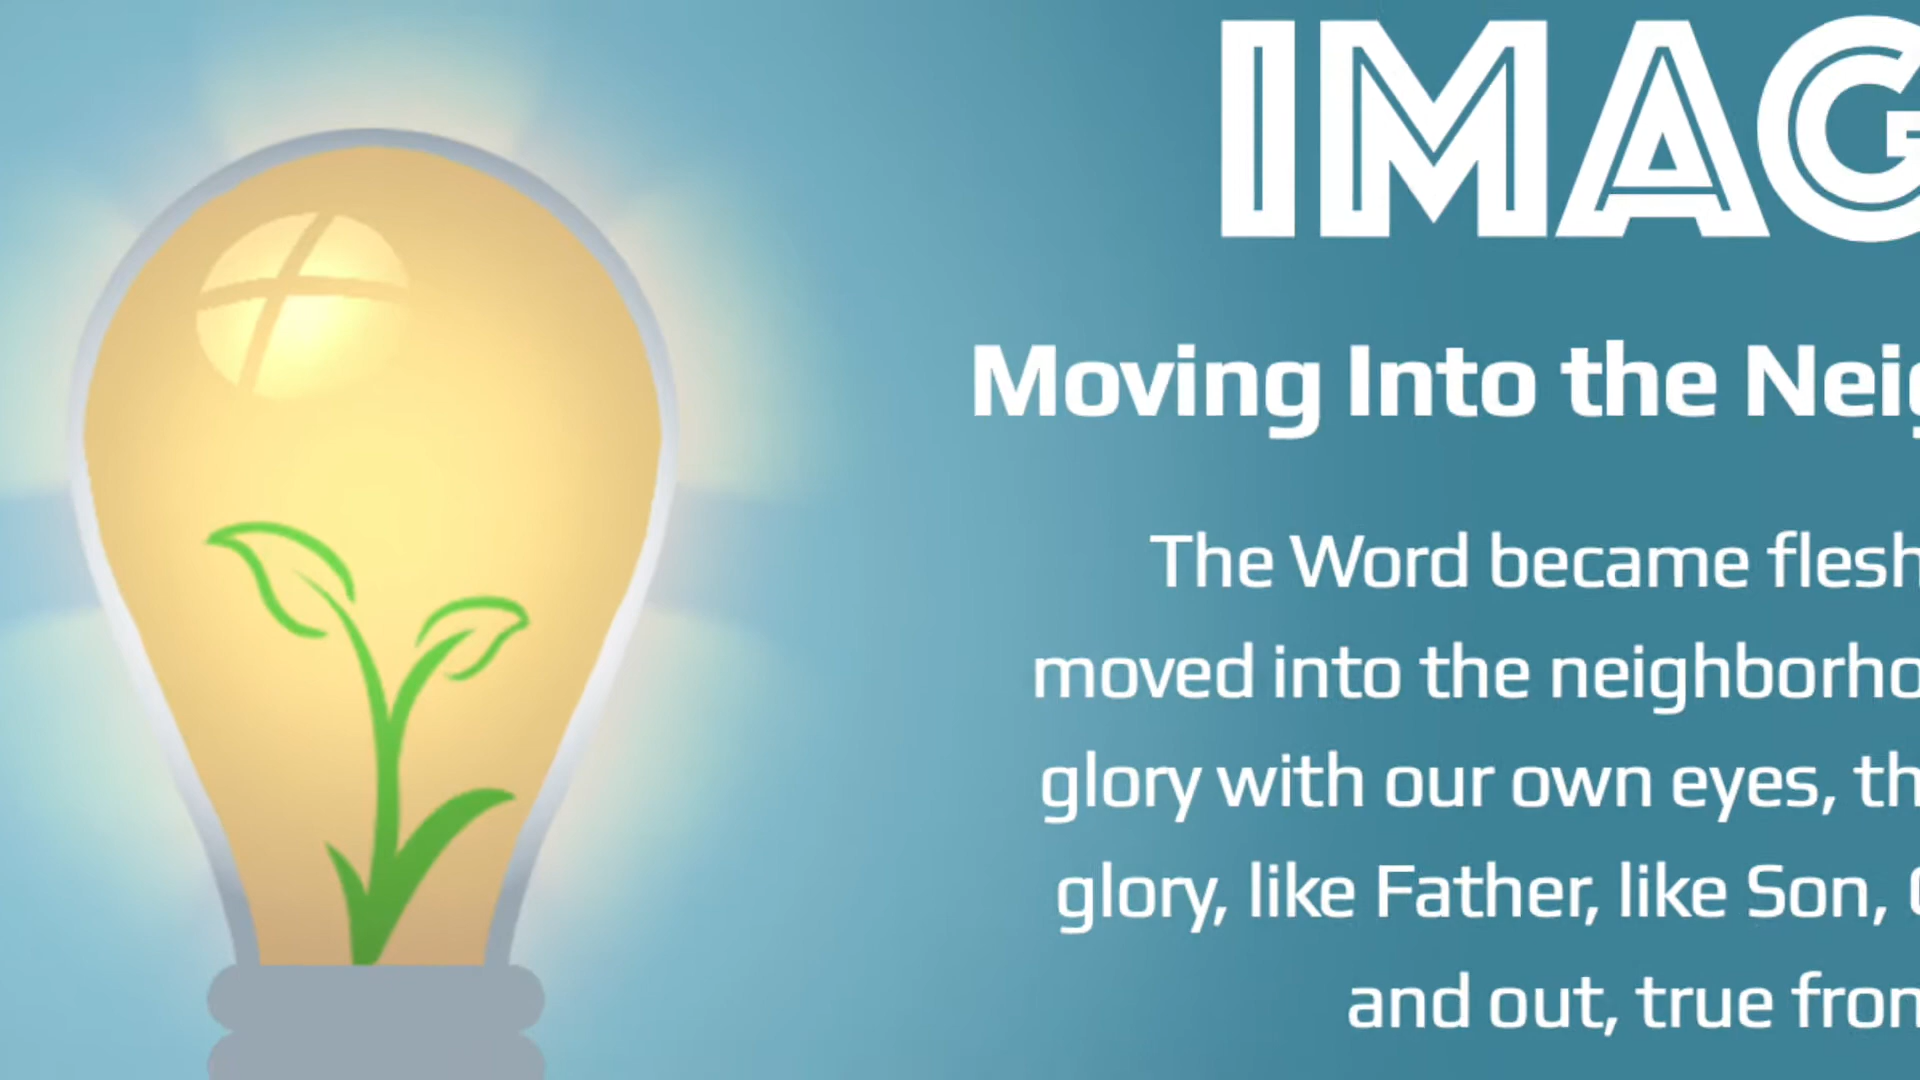 IMAG
Moving Into the Neig
The Word became flesh
moved into the neighborho
glory with our own eyes, th
glory, like Father, like Son,
and out, true fron